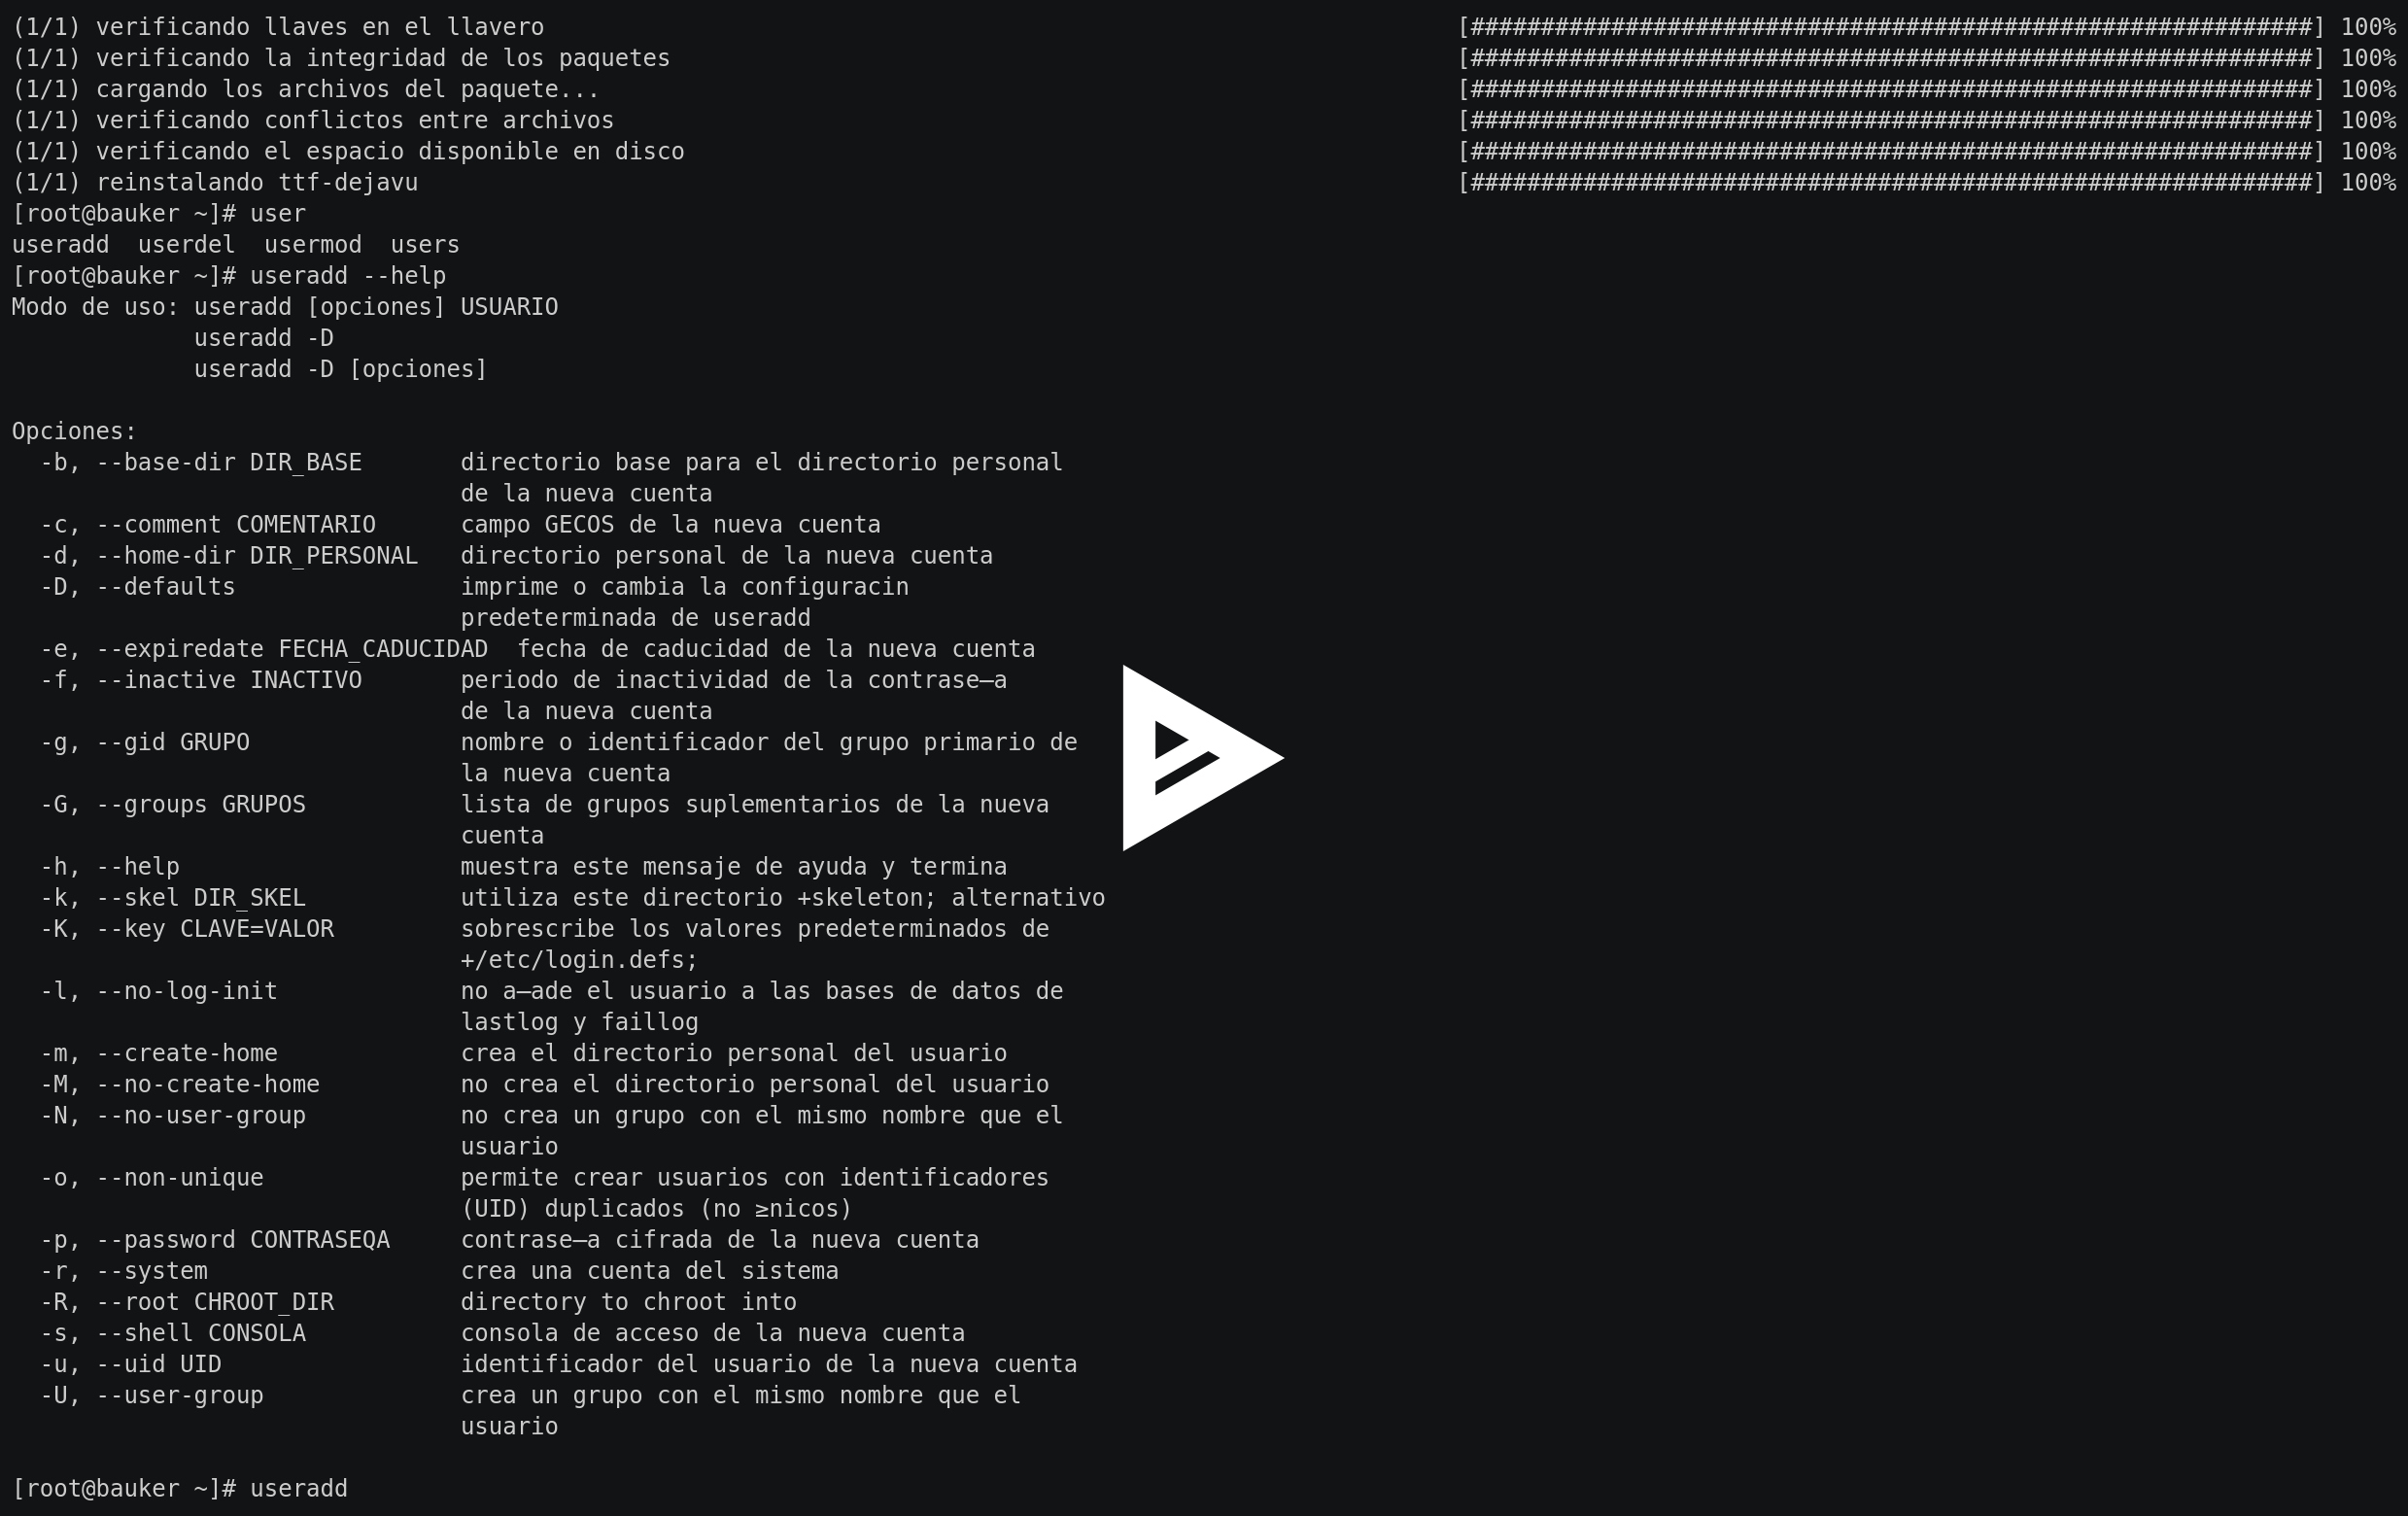 (1/1) verificando llaves en el llavero [############################################################] 100%
(1/1) verificando la integridad de los paquetes [############################################################] 100%
(1/1) cargando los archivos del paquete... [############################################################] 100%
(1/1) verificando conflictos entre archivos [############################################################] 100%
(1/1) verificando el espacio disponible en disco [############################################################] 100%
(1/1) reinstalando ttf-dejavu [############################################################] 100%
[root@bauker ~]# user
useradd  userdel  usermod  users
[root@bauker ~]# useradd --help
Modo de uso: useradd [opciones] USUARIO
             useradd -D
             useradd -D [opciones]

Opciones:
  -b, --base-dir DIR_BASE       directorio base para el directorio personal
                                de la nueva cuenta
  -c, --comment COMENTARIO      campo GECOS de la nueva cuenta
  -d, --home-dir DIR_PERSONAL   directorio personal de la nueva cuenta
  -D, --defaults                imprime o cambia la configuracin
                                predeterminada de useradd
  -e, --expiredate FECHA_CADUCIDAD  fecha de caducidad de la nueva cuenta
  -f, --inactive INACTIVO       periodo de inactividad de la contrase─a
                                de la nueva cuenta
  -g, --gid GRUPO               nombre o identificador del grupo primario de
                                la nueva cuenta
  -G, --groups GRUPOS           lista de grupos suplementarios de la nueva
                                cuenta
  -h, --help                    muestra este mensaje de ayuda y termina
  -k, --skel DIR_SKEL           utiliza este directorio +skeleton; alternativo
  -K, --key CLAVE=VALOR         sobrescribe los valores predeterminados de
                                +/etc/login.defs;
  -l, --no-log-init             no a─ade el usuario a las bases de datos de
                                lastlog y faillog
  -m, --create-home             crea el directorio personal del usuario
  -M, --no-create-home          no crea el directorio personal del usuario
  -N, --no-user-group           no crea un grupo con el mismo nombre que el
                                usuario
  -o, --non-unique              permite crear usuarios con identificadores
                                (UID) duplicados (no ≥nicos)
  -p, --password CONTRASEQA     contrase─a cifrada de la nueva cuenta
  -r, --system                  crea una cuenta del sistema
  -R, --root CHROOT_DIR         directory to chroot into
  -s, --shell CONSOLA           consola de acceso de la nueva cuenta
  -u, --uid UID                 identificador del usuario de la nueva cuenta
  -U, --user-group              crea un grupo con el mismo nombre que el
                                usuario

[root@bauker ~]# useradd